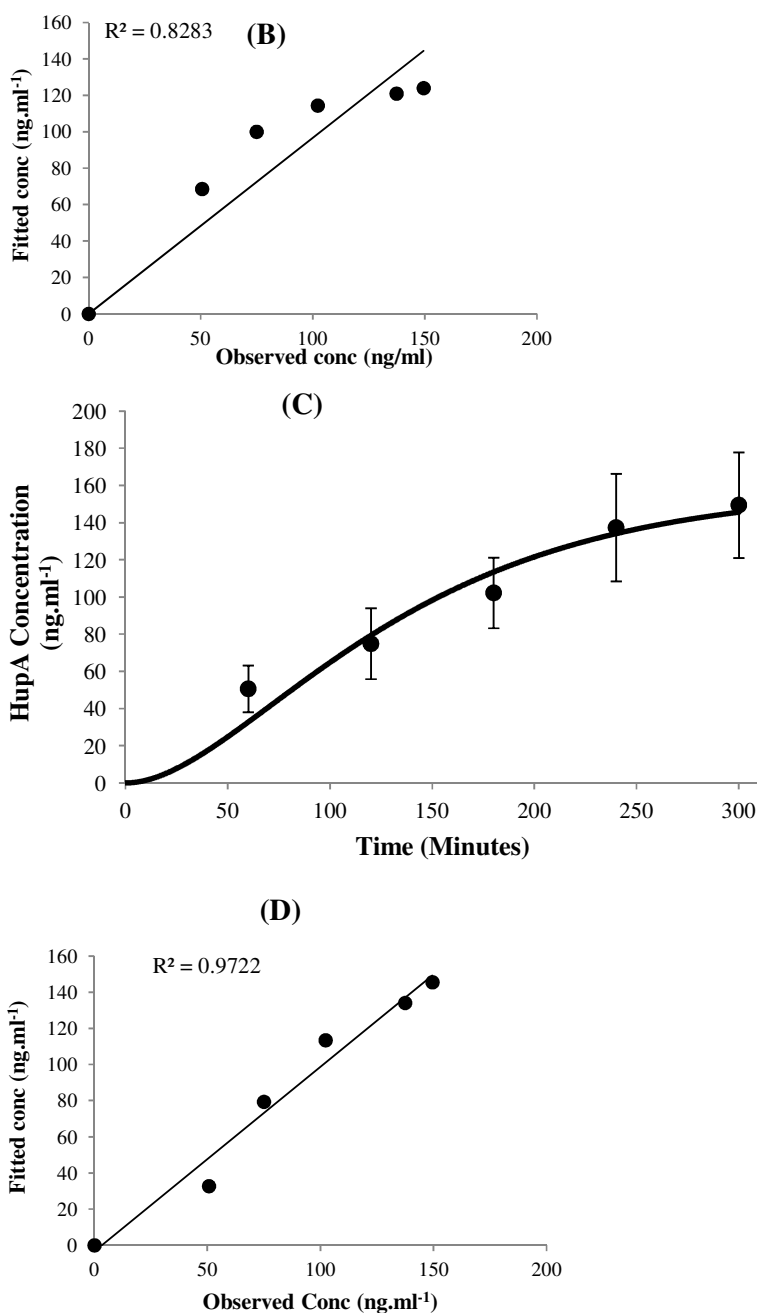 R² = 0.8283
(B)
160
140
120
100
80
60
40
20
0
Fitted conc (ng.ml-1)
0 50 100 150 200
Observed conc (ng/ml)
(C)
200
180
160
140
120
100
80
60
40
20
0
HupA Concentration
(ng.ml-1)
0 50 100 150 200 250 300
Time (Minutes)
(D)
R² = 0.9722
160
140
120
100
80
60
40
20
0
Fitted conc (ng.ml-1)
0 50 100 150 200
Observed Conc (ng.ml-1)